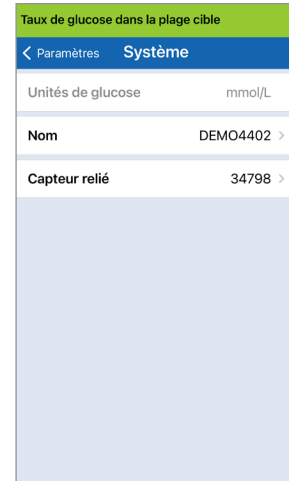 Taux de glucose dans la plage cible
Paramètres Système
Unités de glucose mmol/L
Nom DEMO4402
Capteur relié 34798